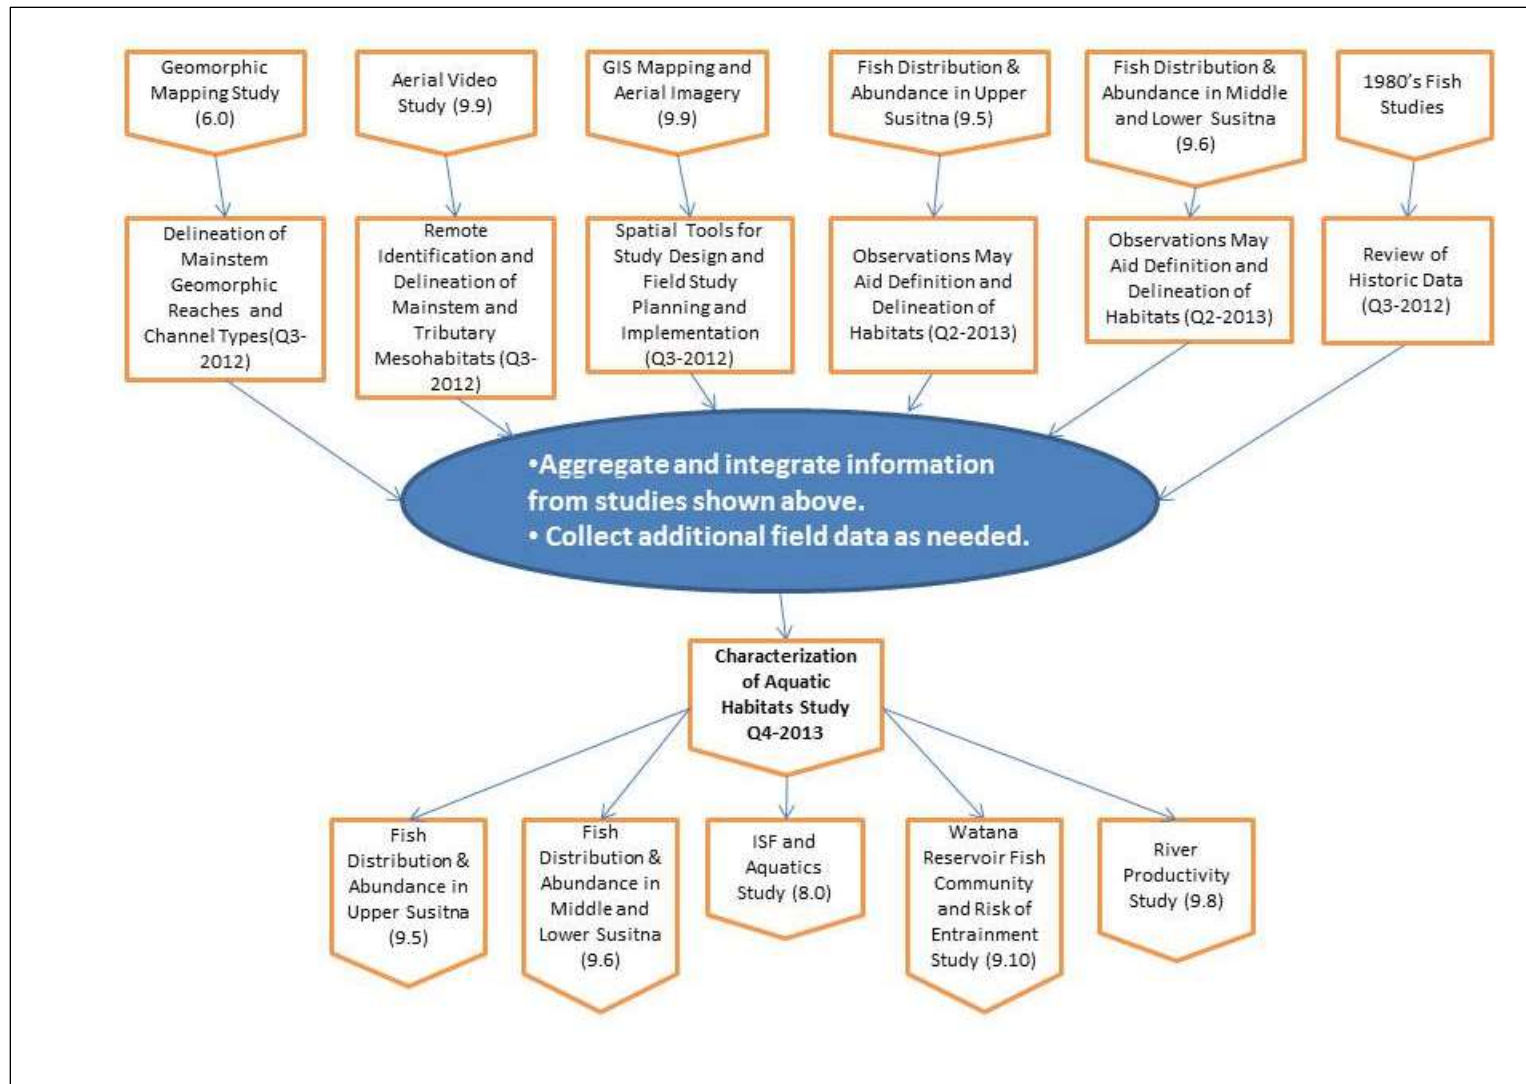 Geomorphic
Mapping Study
(6.0)
Aerial Video
Study (9.9)
GIS Mapping and
Aerial Imagery
(9.9)
Fish Distribution &
Abundance in Upper
Susitna (9.5)
Fish Distribution &
Abundance in Middle
and Lower Susitna
(9.6)
1980's Fish
Studies
Delineation of
Mainstem
Geomorphic
Reaches and
Channel Types(Q3-
2012)
Remote
Identification and
Delineation of
Mainstem and
Tributary
Mesohabitats (Q3-
2012)
Spatial Tools for
Study Design and
Field Study
Planning and
Implementation
(Q3-2012)
Observations May
Aid Definition and
Delineation of
Habitats (Q2-2013)
Observations May
Aid Definition and
Delineation of
Habitats (Q2-2013)
Review of
Historic Data
(Q3-2012)
•Aggregate and integrate information
from studies shown above.
• Collect additional field data as needed.
Characterization
of Aquatic
Habitats Study
Q4-2013
Fish
Distribution &
Abundance in
Upper Susitna
(9.5)
Fish
Distribution &
Abundance in
Middle and
Lower Susitna
(9.6)
ISF and
Aquatics
Study (8.0)
Watana
Reservoir Fish
Community
and Risk of
Entrainment
Study (9.10)
River
Productivity
Study (9.8)